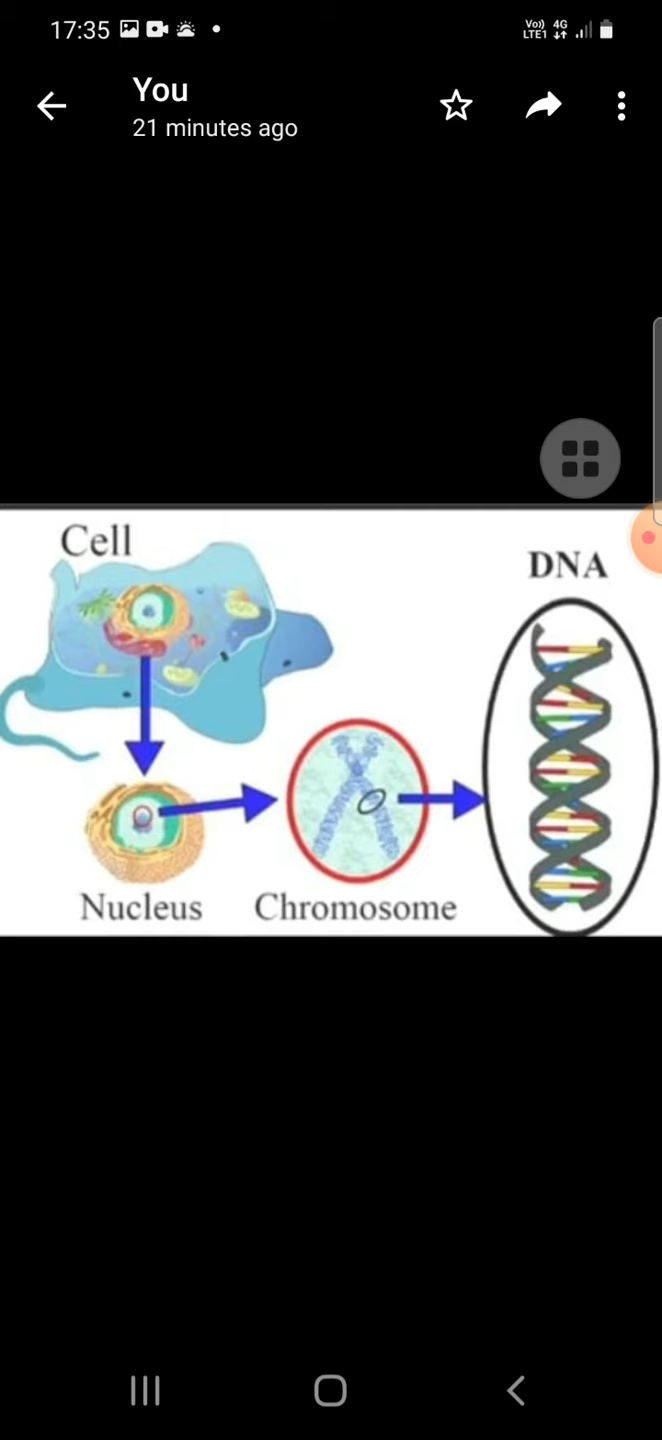 17:35
Vo) 4G
LTE1
You
21 minutes ago
Cell
DNA
Nucleus
Chromosome